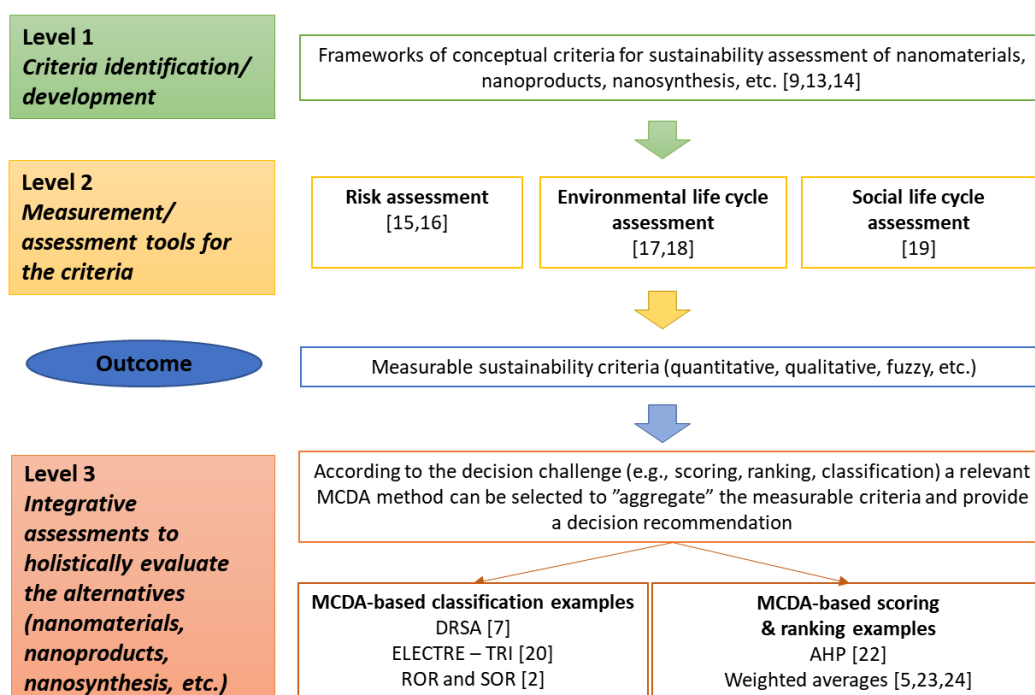 Level 1
Criteria identification/
development
Frameworks of conceptual criteria for sustainability assessment of nanomaterials,
nanoproducts, nanosynthesis, etc. [9,13,14]
Level 2
Measurement/
assessment tools for
the criteria
Risk assessment
[15,16]
Environmental life cycle
assessment
[17,18]
Social life cycle
assessment
[19]
Outcome
Measurable sustainability criteria (quantitative, qualitative, fuzzy, etc.)
Level 3
Integrative
assessments to
holistically evaluate
the alternatives
(nanomaterials,
nanoproducts,
nanosynthesis, etc.)
According to the decision challenge (e.g., scoring, ranking, classification) a relevant
MCDA method can be selected to ”aggregate” the measurable criteria and provide
a decision recommendation
MCDA-based classification examples
DRSA [7]
ELECTRE – TRI [20]
ROR and SOR [2]
MCDA-based scoring
& ranking examples
AHP [22]
Weighted averages [5,23,24]